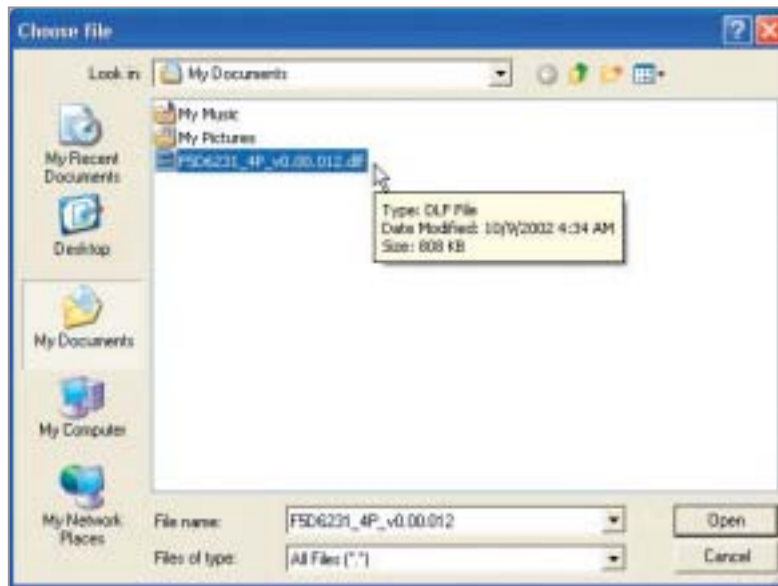 Choose file
Look in:
My Documents
My Recent
Documents
Desktop
My Documents
My Computer
My Network
Places
My Music
My Pictures
F5D6231_4P_v0.00.012.dlf
Type: DLF File
Date Modified: 10/9/2002 4:34 AM
Size: 808 KB
File name:
F5D6231_4P_v0.00.012
Open
Files of type:
All Files (*.*)
Cancel